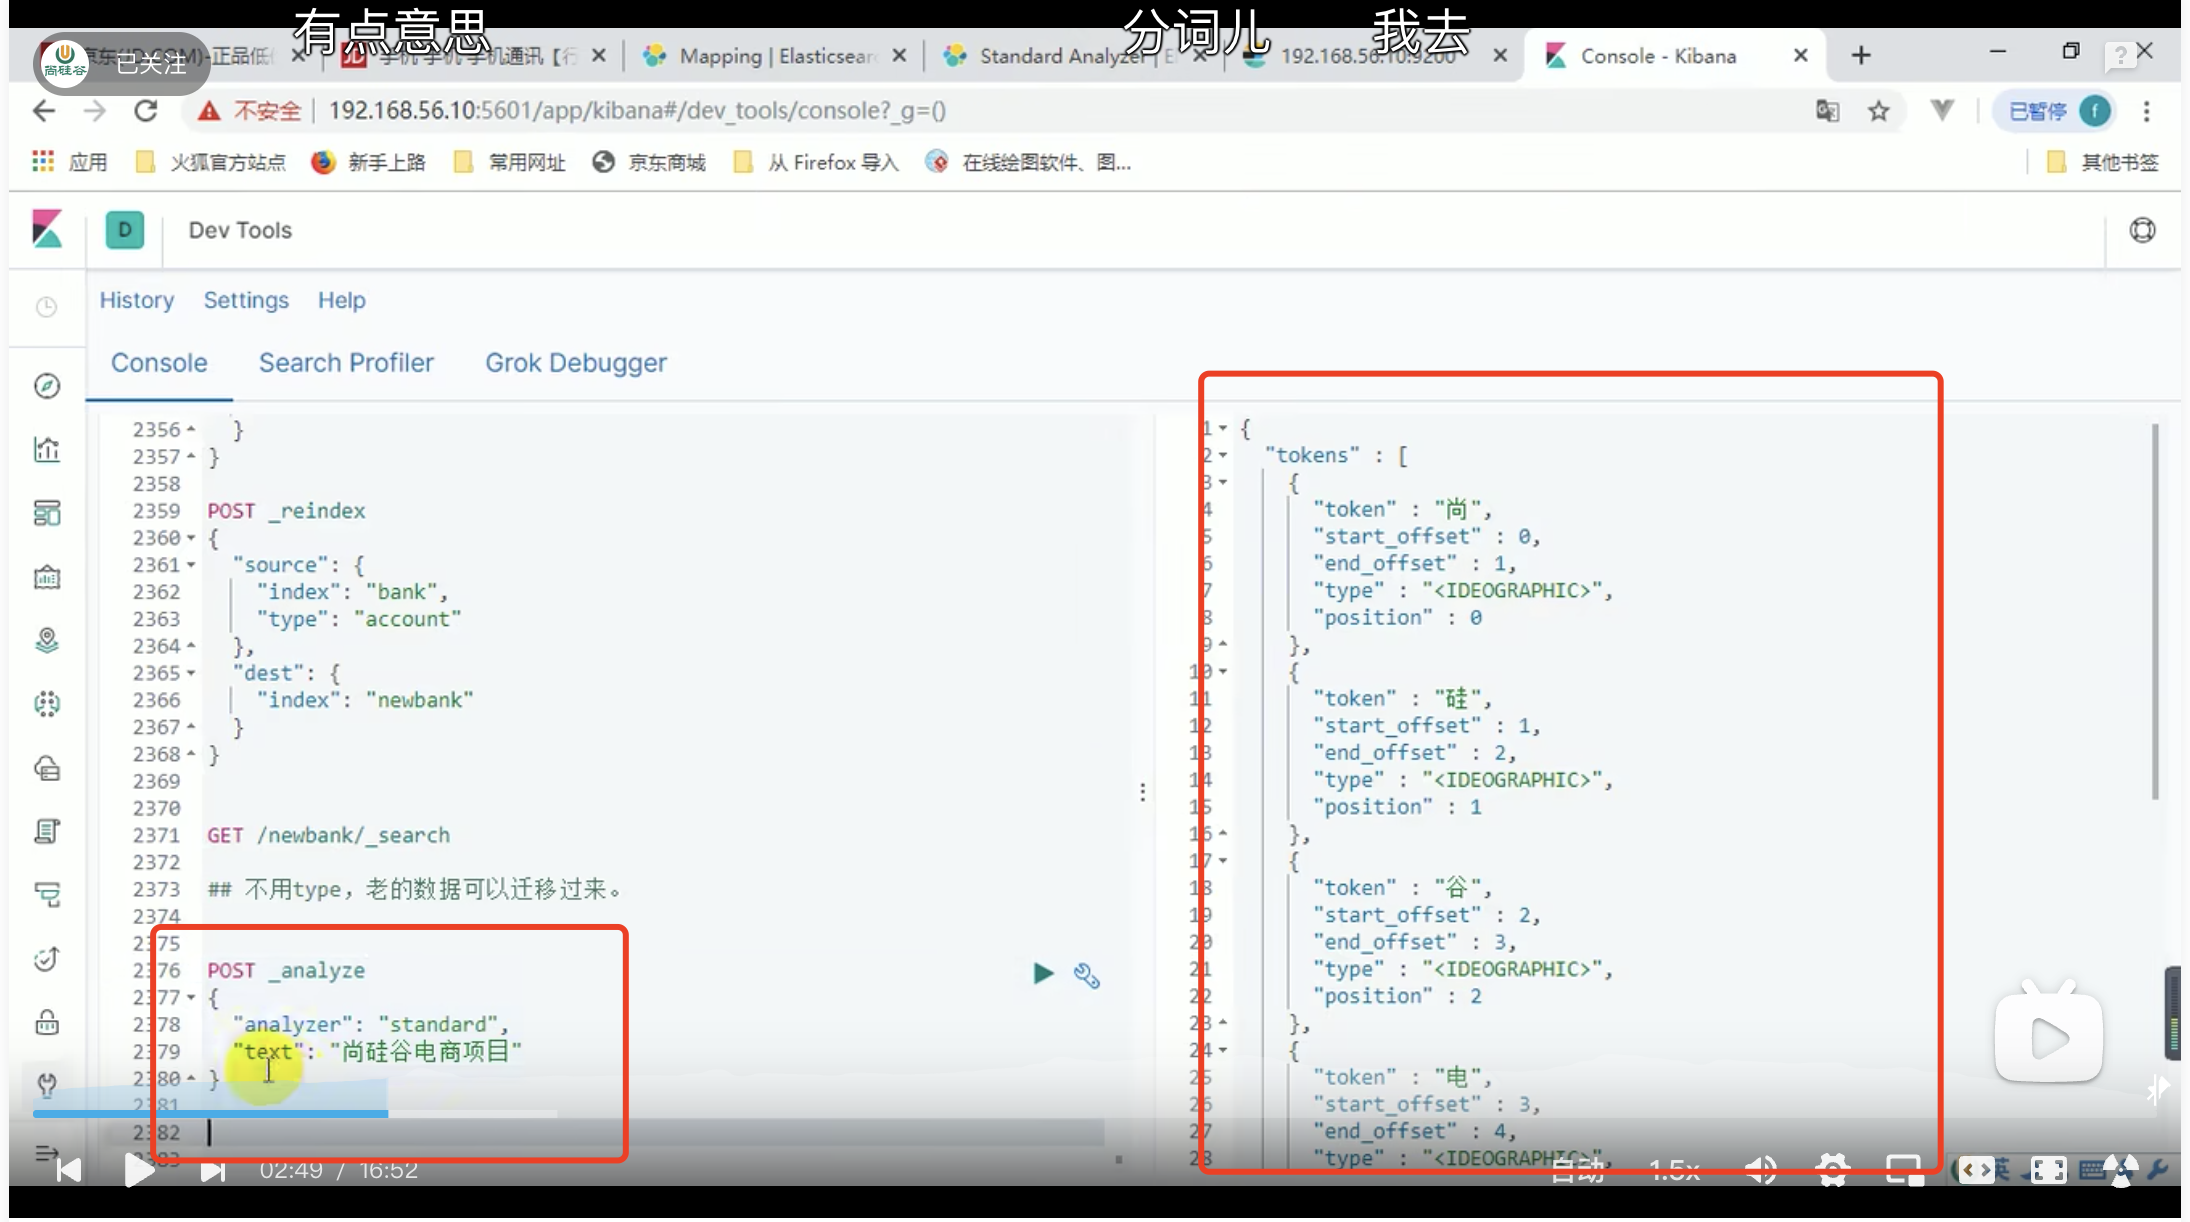 有点意思 分词儿 我去
尚硅谷 已关注
京东(JD.COM)-正品低 手机 手机 手机通讯【行 Mapping | Elasticsear Standard Analyzer | El 192.168.56.10:9200 Console - Kibana
不安全 192.168.56.10:5601/app/kibana#/dev_tools/console?_g=() 已暂停 f
应用 火狐官方站点 新手上路 常用网址 京东商城 从 Firefox 导入 在线绘图软件、图... 其他书签
D Dev Tools
History Settings Help
Console Search Profiler Grok Debugger
2356 }
2357 }
2358
2359 POST _reindex
2360 {
2361 "source": {
2362 "index": "bank",
2363 "type": "account"
2364 },
2365 "dest": {
2366 "index": "newbank"
2367 }
2368 }
2369
2370
2371 GET /newbank/_search
2372
2373 ## 不用type，老的数据可以迁移过来。
2374
2375
2376 POST _analyze
2377 {
2378 "analyzer": "standard",
2379 "text": "尚硅谷电商项目"
2380 }
2381
2382
2383
1 {
2 "tokens" : [
3 {
4 "token" : "尚",
5 "start_offset" : 0,
6 "end_offset" : 1,
7 "type" : "<IDEOGRAPHIC>",
8 "position" : 0
9 },
10 {
11 "token" : "硅",
12 "start_offset" : 1,
13 "end_offset" : 2,
14 "type" : "<IDEOGRAPHIC>",
15 "position" : 1
16 },
17 {
18 "token" : "谷",
19 "start_offset" : 2,
20 "end_offset" : 3,
21 "type" : "<IDEOGRAPHIC>",
22 "position" : 2
23 },
24 {
25 "token" : "电",
26 "start_offset" : 3,
27 "end_offset" : 4,
28 "type" : "<IDEOGRAPHIC>",
02:49 / 16:52 自动 1.5x 英